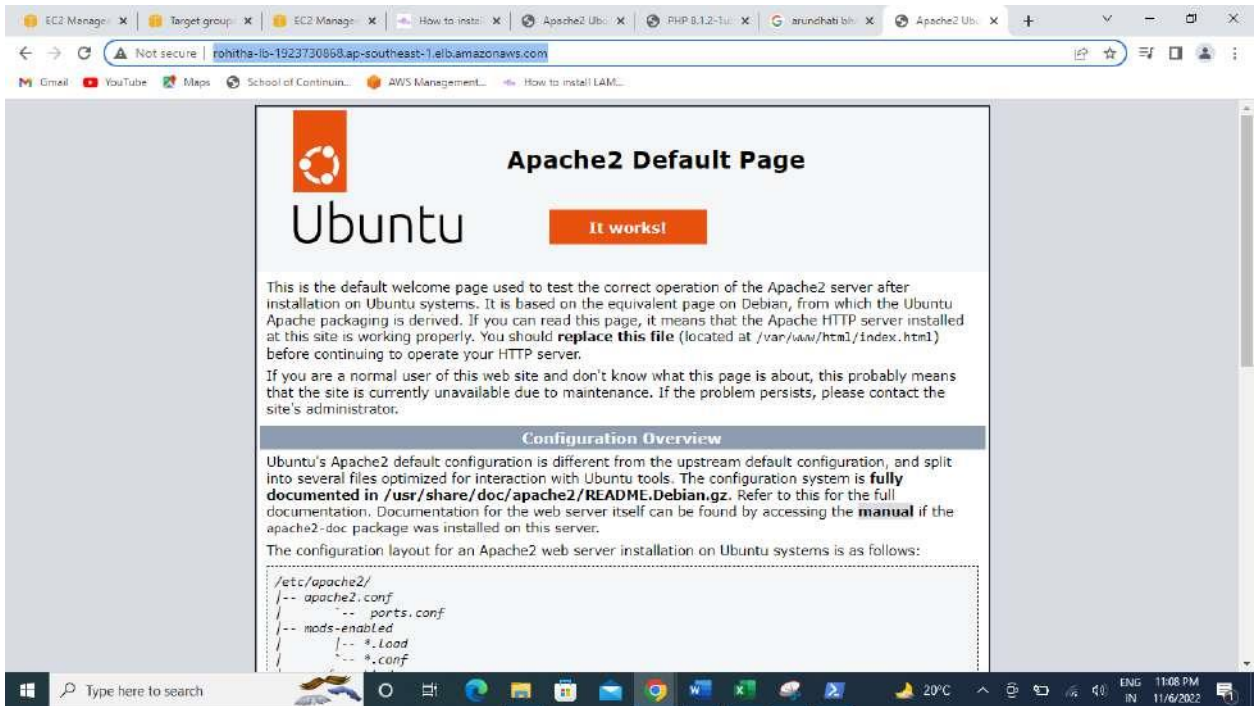 EC2 Manage
Target group
EC2 Manage
How to instal
Apache2 Ubu
PHP 8.1.2-1u
Apache2 Ubu
Not secure | rohitha-lb-1923730868.ap-southeast-1.elb.amazonaws.com
Gmail
YouTube
Maps
School of Continuin...
AWS Management...
How to install LAM...
Apache2 Default Page
Ubuntu
It works!
This is the default welcome page used to test the correct operation of the Apache2 server after
installation on Ubuntu systems. It is based on the equivalent page on Debian, from which the Ubuntu
Apache packaging is derived. If you can read this page, it means that the Apache HTTP server installed
at this site is working properly. You should replace this file (located at /var/www/html/index.html)
before continuing to operate your HTTP server.
If you are a normal user of this web site and don't know what this page is about, this probably means
that the site is currently unavailable due to maintenance. If the problem persists, please contact the
site's administrator.
Configuration Overview
Ubuntu's Apache2 default configuration is different from the upstream default configuration, and split
into several files optimized for interaction with Ubuntu tools. The configuration system is fully
documented in /usr/share/doc/apache2/README.Debian.gz. Refer to this for the full
documentation. Documentation for the web server itself can be found by accessing the manual if the
apache2-doc package was installed on this server.
The configuration layout for an Apache2 web server installation on Ubuntu systems is as follows:
/etc/apache2/
|-- apache2.conf
|       `--  ports.conf
|-- mods-enabled
|       |-- *.load
|       `-- *.conf
Type here to search
20°C
ENG
IN
11:08 PM
11/6/2022